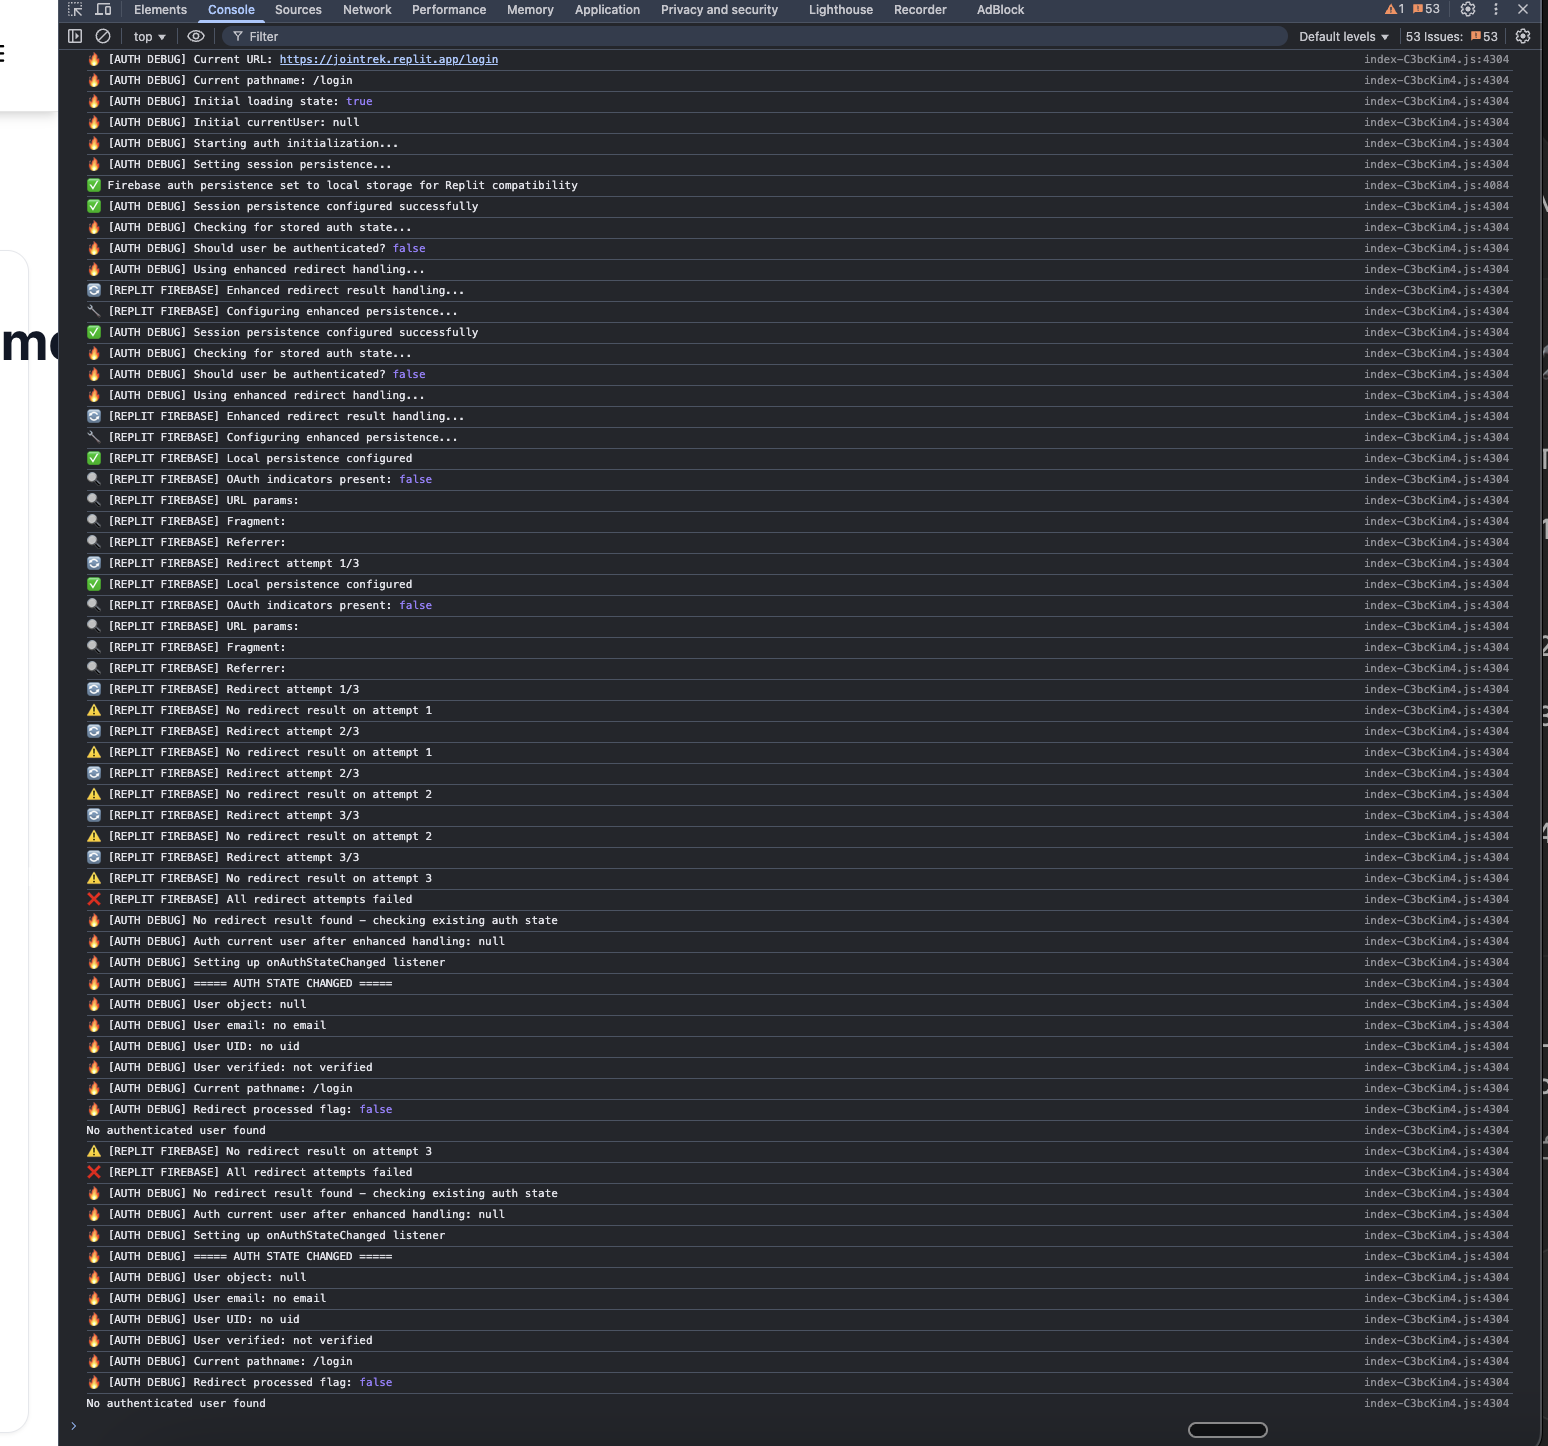 Elements Console Sources Network Performance Memory Application Privacy and security Lighthouse Recorder AdBlock 1 53
top Filter Default levels 53 Issues: 53
[AUTH DEBUG] Current URL: https://jointrek.replit.app/login index-C3bcKim4.js:4304
[AUTH DEBUG] Current pathname: /login index-C3bcKim4.js:4304
[AUTH DEBUG] Initial loading state: true index-C3bcKim4.js:4304
[AUTH DEBUG] Initial currentUser: null index-C3bcKim4.js:4304
[AUTH DEBUG] Starting auth initialization... index-C3bcKim4.js:4304
[AUTH DEBUG] Setting session persistence... index-C3bcKim4.js:4304
Firebase auth persistence set to local storage for Replit compatibility index-C3bcKim4.js:4084
[AUTH DEBUG] Session persistence configured successfully index-C3bcKim4.js:4304
[AUTH DEBUG] Checking for stored auth state... index-C3bcKim4.js:4304
[AUTH DEBUG] Should user be authenticated? false index-C3bcKim4.js:4304
[AUTH DEBUG] Using enhanced redirect handling... index-C3bcKim4.js:4304
[REPLIT FIREBASE] Enhanced redirect result handling... index-C3bcKim4.js:4304
[REPLIT FIREBASE] Configuring enhanced persistence... index-C3bcKim4.js:4304
[AUTH DEBUG] Session persistence configured successfully index-C3bcKim4.js:4304
[AUTH DEBUG] Checking for stored auth state... index-C3bcKim4.js:4304
[AUTH DEBUG] Should user be authenticated? false index-C3bcKim4.js:4304
[AUTH DEBUG] Using enhanced redirect handling... index-C3bcKim4.js:4304
[REPLIT FIREBASE] Enhanced redirect result handling... index-C3bcKim4.js:4304
[REPLIT FIREBASE] Configuring enhanced persistence... index-C3bcKim4.js:4304
[REPLIT FIREBASE] Local persistence configured index-C3bcKim4.js:4304
[REPLIT FIREBASE] OAuth indicators present: false index-C3bcKim4.js:4304
[REPLIT FIREBASE] URL params: index-C3bcKim4.js:4304
[REPLIT FIREBASE] Fragment: index-C3bcKim4.js:4304
[REPLIT FIREBASE] Referrer: index-C3bcKim4.js:4304
[REPLIT FIREBASE] Redirect attempt 1/3 index-C3bcKim4.js:4304
[REPLIT FIREBASE] Local persistence configured index-C3bcKim4.js:4304
[REPLIT FIREBASE] OAuth indicators present: false index-C3bcKim4.js:4304
[REPLIT FIREBASE] URL params: index-C3bcKim4.js:4304
[REPLIT FIREBASE] Fragment: index-C3bcKim4.js:4304
[REPLIT FIREBASE] Referrer: index-C3bcKim4.js:4304
[REPLIT FIREBASE] Redirect attempt 1/3 index-C3bcKim4.js:4304
[REPLIT FIREBASE] No redirect result on attempt 1 index-C3bcKim4.js:4304
[REPLIT FIREBASE] Redirect attempt 2/3 index-C3bcKim4.js:4304
[REPLIT FIREBASE] No redirect result on attempt 1 index-C3bcKim4.js:4304
[REPLIT FIREBASE] Redirect attempt 2/3 index-C3bcKim4.js:4304
[REPLIT FIREBASE] No redirect result on attempt 2 index-C3bcKim4.js:4304
[REPLIT FIREBASE] Redirect attempt 3/3 index-C3bcKim4.js:4304
[REPLIT FIREBASE] No redirect result on attempt 2 index-C3bcKim4.js:4304
[REPLIT FIREBASE] Redirect attempt 3/3 index-C3bcKim4.js:4304
[REPLIT FIREBASE] No redirect result on attempt 3 index-C3bcKim4.js:4304
[REPLIT FIREBASE] All redirect attempts failed index-C3bcKim4.js:4304
[AUTH DEBUG] No redirect result found – checking existing auth state index-C3bcKim4.js:4304
[AUTH DEBUG] Auth current user after enhanced handling: null index-C3bcKim4.js:4304
[AUTH DEBUG] Setting up onAuthStateChanged listener index-C3bcKim4.js:4304
[AUTH DEBUG] ===== AUTH STATE CHANGED ===== index-C3bcKim4.js:4304
[AUTH DEBUG] User object: null index-C3bcKim4.js:4304
[AUTH DEBUG] User email: no email index-C3bcKim4.js:4304
[AUTH DEBUG] User UID: no uid index-C3bcKim4.js:4304
[AUTH DEBUG] User verified: not verified index-C3bcKim4.js:4304
[AUTH DEBUG] Current pathname: /login index-C3bcKim4.js:4304
[AUTH DEBUG] Redirect processed flag: false index-C3bcKim4.js:4304
No authenticated user found index-C3bcKim4.js:4304
[REPLIT FIREBASE] No redirect result on attempt 3 index-C3bcKim4.js:4304
[REPLIT FIREBASE] All redirect attempts failed index-C3bcKim4.js:4304
[AUTH DEBUG] No redirect result found – checking existing auth state index-C3bcKim4.js:4304
[AUTH DEBUG] Auth current user after enhanced handling: null index-C3bcKim4.js:4304
[AUTH DEBUG] Setting up onAuthStateChanged listener index-C3bcKim4.js:4304
[AUTH DEBUG] ===== AUTH STATE CHANGED ===== index-C3bcKim4.js:4304
[AUTH DEBUG] User object: null index-C3bcKim4.js:4304
[AUTH DEBUG] User email: no email index-C3bcKim4.js:4304
[AUTH DEBUG] User UID: no uid index-C3bcKim4.js:4304
[AUTH DEBUG] User verified: not verified index-C3bcKim4.js:4304
[AUTH DEBUG] Current pathname: /login index-C3bcKim4.js:4304
[AUTH DEBUG] Redirect processed flag: false index-C3bcKim4.js:4304
No authenticated user found index-C3bcKim4.js:4304